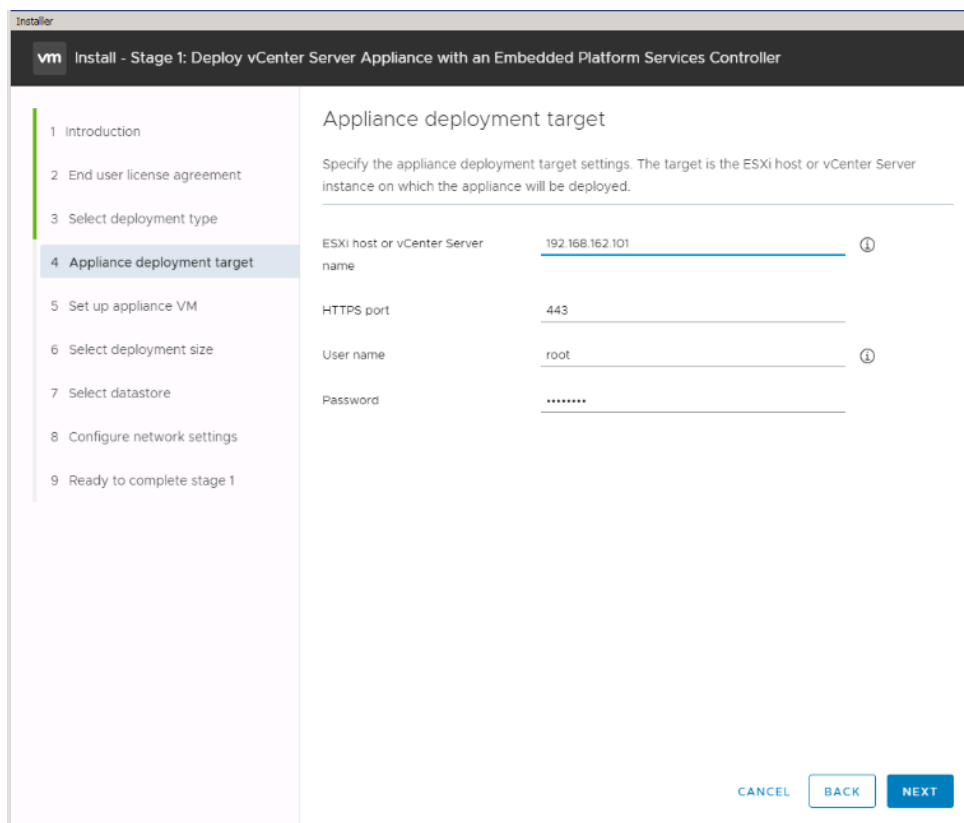 Installer
vm Install - Stage 1: Deploy vCenter Server Appliance with an Embedded Platform Services Controller
1 Introduction
2 End user license agreement
3 Select deployment type
4 Appliance deployment target
5 Set up appliance VM
6 Select deployment size
7 Select datastore
8 Configure network settings
9 Ready to complete stage 1
Appliance deployment target
Specify the appliance deployment target settings. The target is the ESXi host or vCenter Server
instance on which the appliance will be deployed.
ESXi host or vCenter Server
name
192.168.162.101
HTTPS port
443
User name
root
Password
••••••••
CANCEL
BACK
NEXT